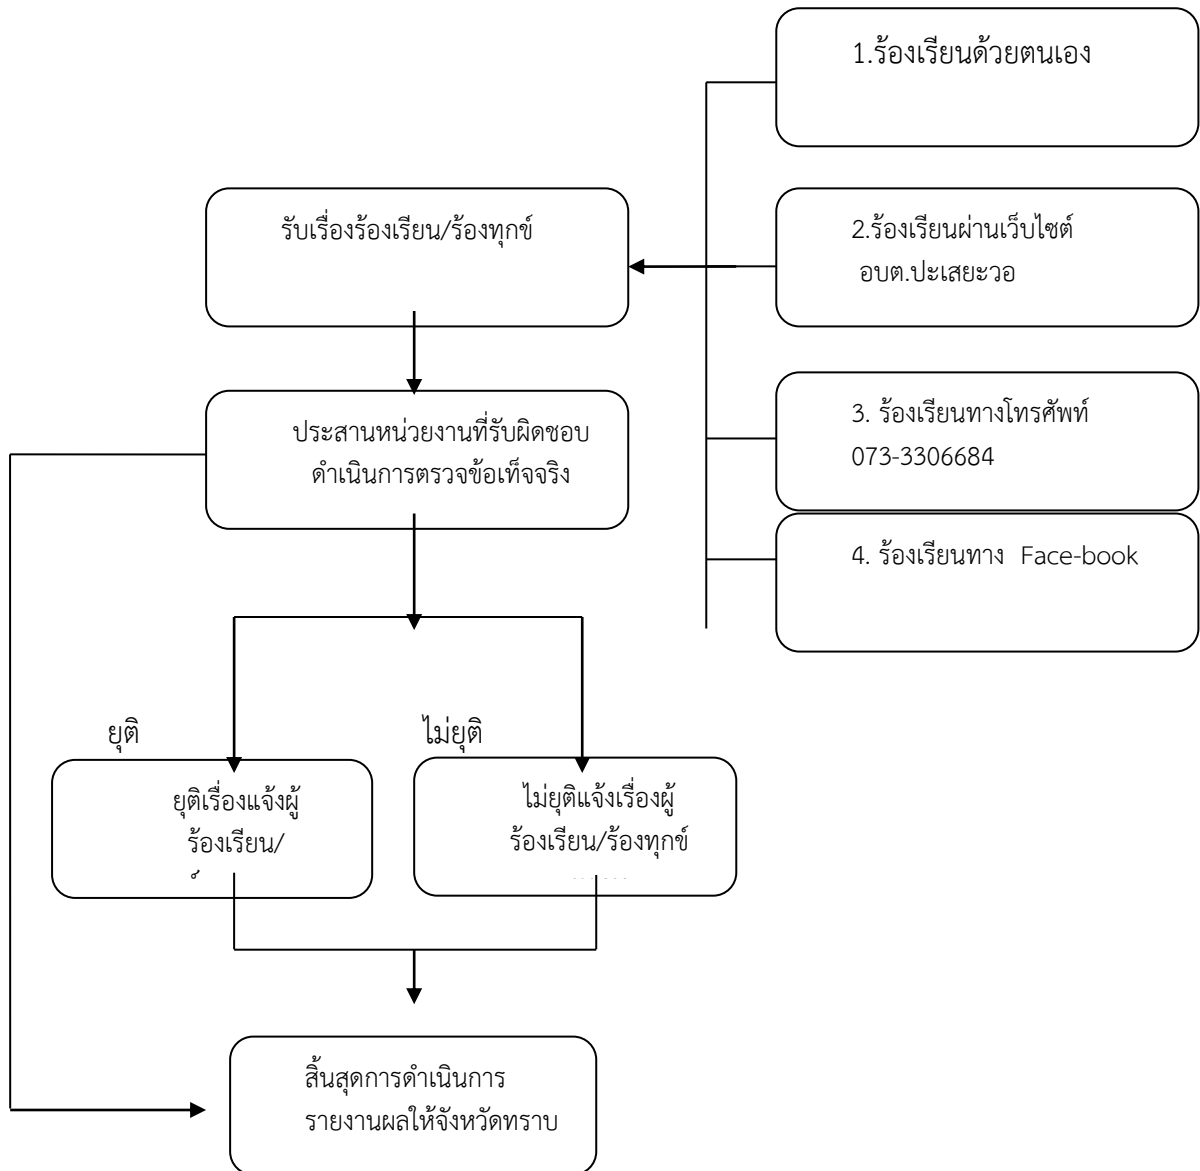 1.ร้องเรียนด้วยตนเอง
รับเรื่องร้องเรียน/ร้องทุกข์
2.ร้องเรียนผ่านเว็บไซต์
อบต.ปะเสยะวอ
3. ร้องเรียนทางโทรศัพท์
073-3306684
ประสานหน่วยงานที่รับผิดชอบ
ดำเนินการตรวจข้อเท็จจริง
4. ร้องเรียนทาง Face-book
ยุติ
ไม่ยุติ
ยุติเรื่องแจ้งผู้
ร้องเรียน/
ไม่ยุติแจ้งเรื่องผู้
ร้องเรียน/ร้องทุกข์
สิ้นสุดการดำเนินการ
รายงานผลให้จังหวัดทราบ